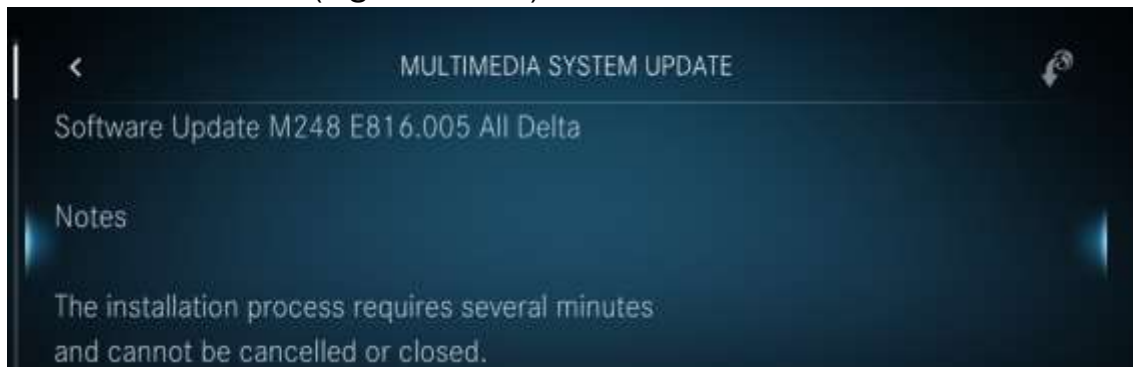 MULTIMEDIA SYSTEM UPDATE
Software Update M248 E816.005 All Delta
Notes
The installation process requires several minutes
and cannot be cancelled or closed.